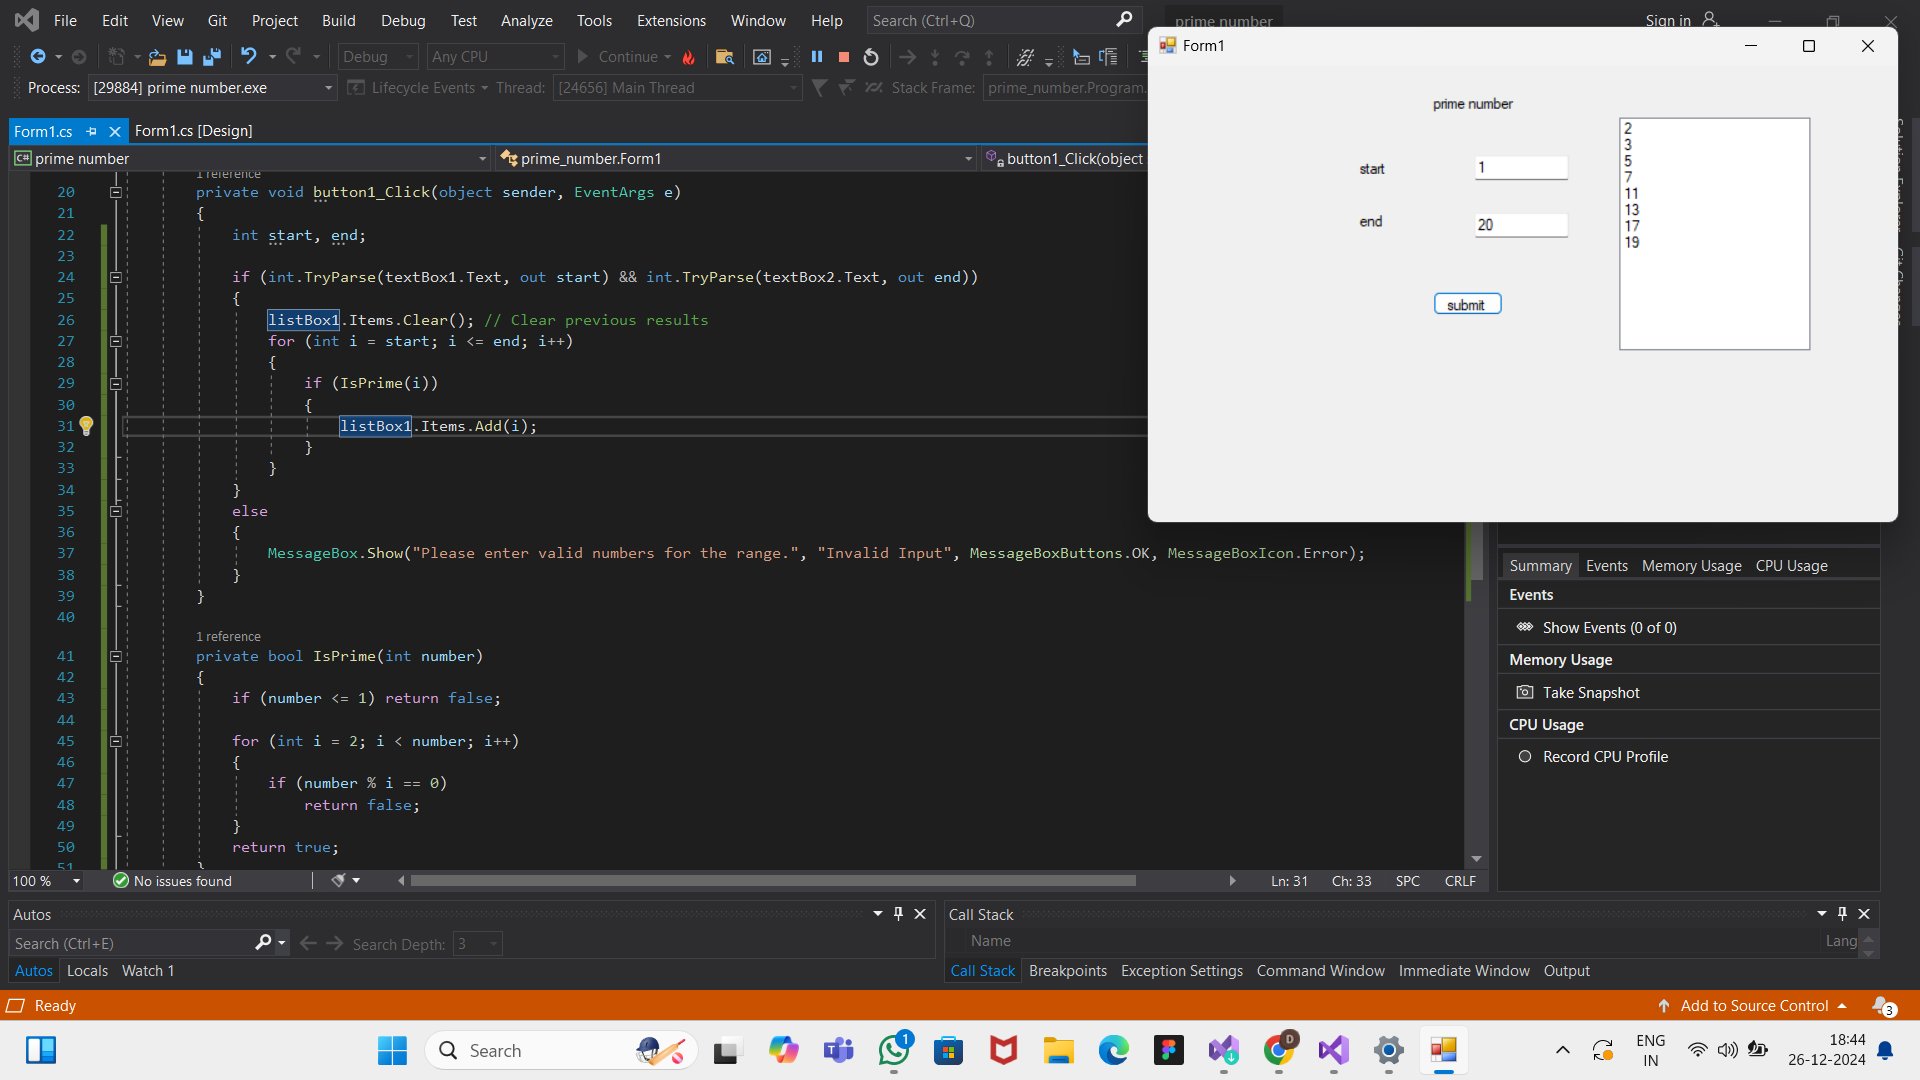 File Edit View Git Project Build Debug Test Analyze Tools Extensions Window Help Search (Ctrl+Q) prime number Sign in
Debug Any CPU Continue
Process: [29884] prime number.exe Lifecycle Events Thread: [24656] Main Thread Stack Frame: prime_number.Program.
Form1.cs Form1.cs [Design]
C# prime number prime_number.Form1 button1_Click(object
1 reference
20 private void button1_Click(object sender, EventArgs e)
21 {
22 int start, end;
23
24 if (int.TryParse(textBox1.Text, out start) && int.TryParse(textBox2.Text, out end))
25 {
26 listBox1.Items.Clear(); // Clear previous results
27 for (int i = start; i <= end; i++)
28 {
29 if (IsPrime(i))
30 {
31 listBox1.Items.Add(i);
32 }
33 }
34 }
35 else
36 {
37 MessageBox.Show("Please enter valid numbers for the range.", "Invalid Input", MessageBoxButtons.OK, MessageBoxIcon.Error);
38 }
39 }
40
1 reference
41 private bool IsPrime(int number)
42 {
43 if (number <= 1) return false;
44
45 for (int i = 2; i < number; i++)
46 {
47 if (number % i == 0)
48 return false;
49 }
50 return true;
51 }
100 % No issues found Ln: 31 Ch: 33 SPC CRLF
Form1
prime number
start 1
end 20
submit
2
3
5
7
11
13
17
19
Summary Events Memory Usage CPU Usage
Events
Show Events (0 of 0)
Memory Usage
Take Snapshot
CPU Usage
Record CPU Profile
Autos
Search (Ctrl+E) Search Depth: 3
Autos Locals Watch 1
Call Stack
Name Lang
Call Stack Breakpoints Exception Settings Command Window Immediate Window Output
Ready Add to Source Control 3
Search 1 D ENG
IN
18:44
26-12-2024